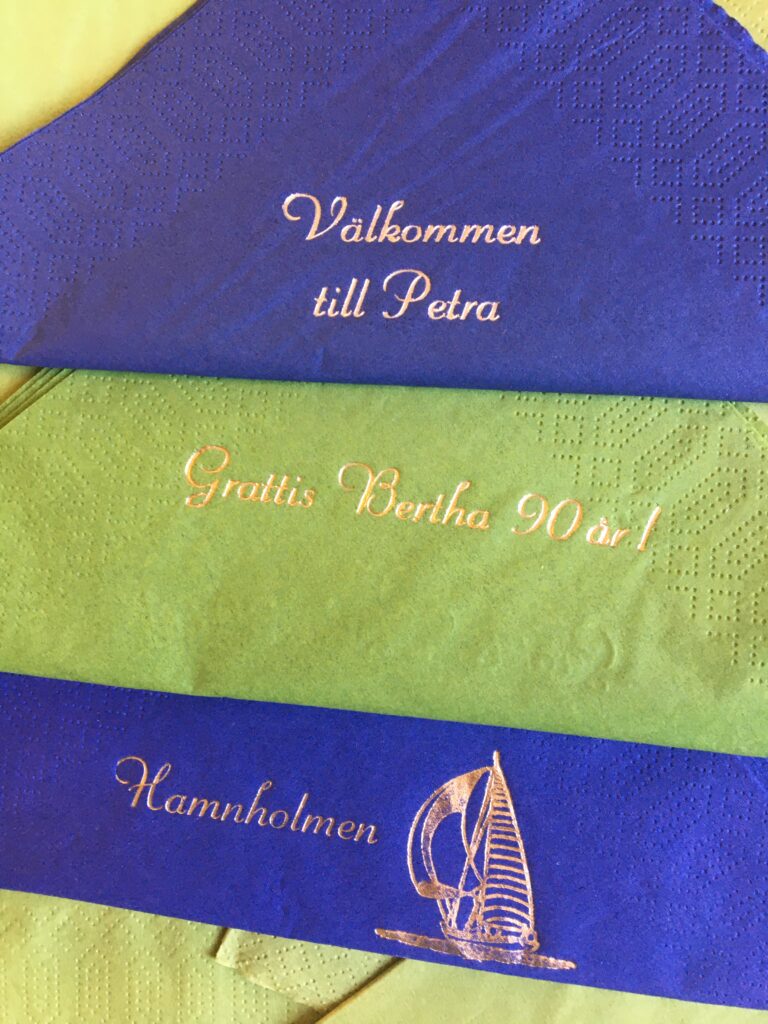 Välkommen
till Petra
Grattis Bertha 90 år!
Hamnholmen